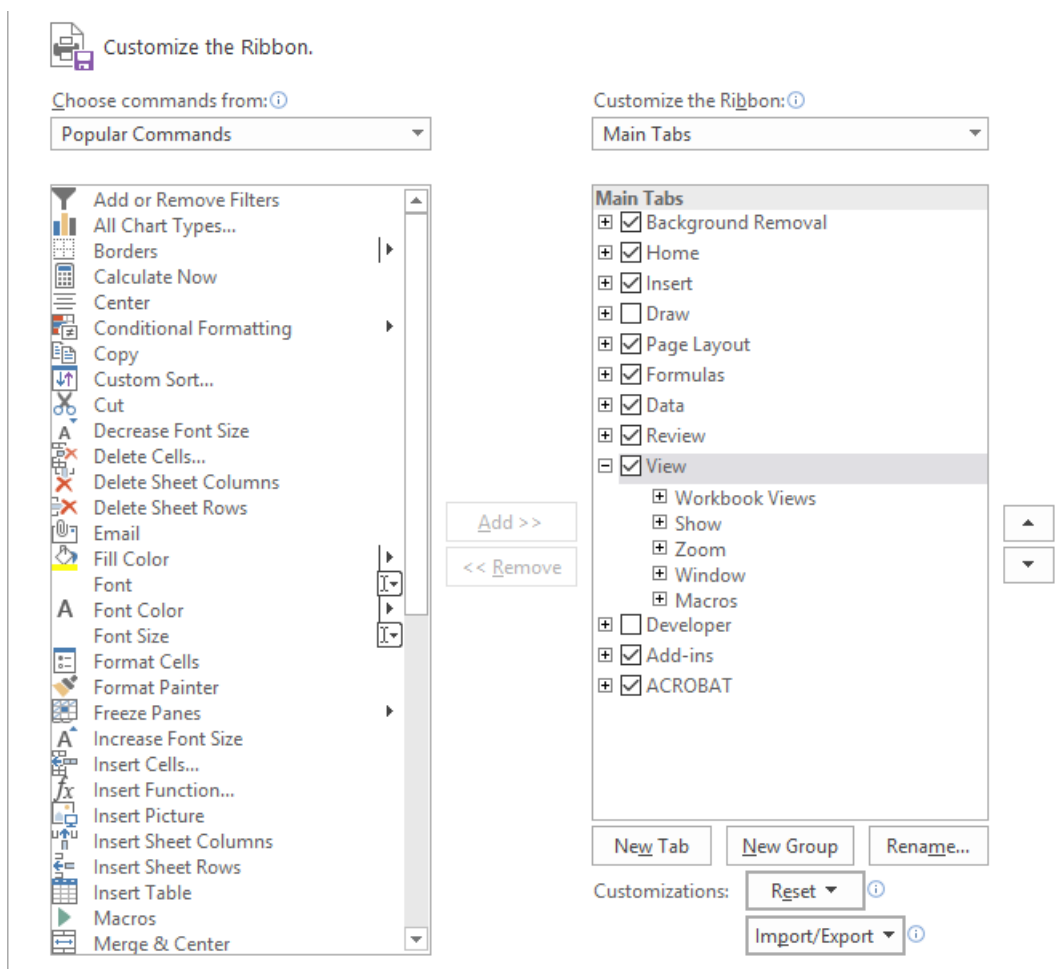 Customize the Ribbon.
Choose commands from:
Popular Commands
Add or Remove Filters
All Chart Types...
Borders
Calculate Now
Center
Conditional Formatting
Copy
Custom Sort...
Cut
Decrease Font Size
Delete Cells...
Delete Sheet Columns
Delete Sheet Rows
Email
Fill Color
Font
Font Color
Font Size
Format Cells
Format Painter
Freeze Panes
Increase Font Size
Insert Cells...
Insert Function...
Insert Picture
Insert Sheet Columns
Insert Sheet Rows
Insert Table
Macros
Merge & Center
Add >>
<< Remove
Customize the Ribbon:
Main Tabs
Main Tabs
Background Removal
Home
Insert
Draw
Page Layout
Formulas
Data
Review
View
Workbook Views
Show
Zoom
Window
Macros
Developer
Add-ins
ACROBAT
New Tab
New Group
Rename...
Customizations:
Reset
Import/Export